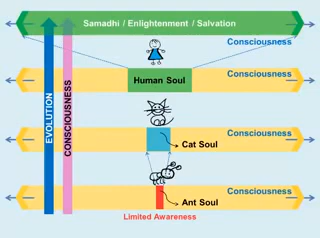 Samadhi / Enlightenment / Salvation
Consciousness
Human Soul
Consciousness
EVOLUTION
CONSCIOUSNESS
Consciousness
Cat Soul
Consciousness
Ant Soul
Limited Awareness